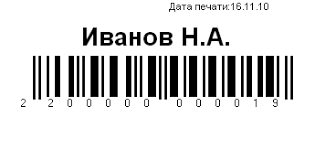 Дата печати:16.11.10
Иванов Н.А.
2 200000 000019